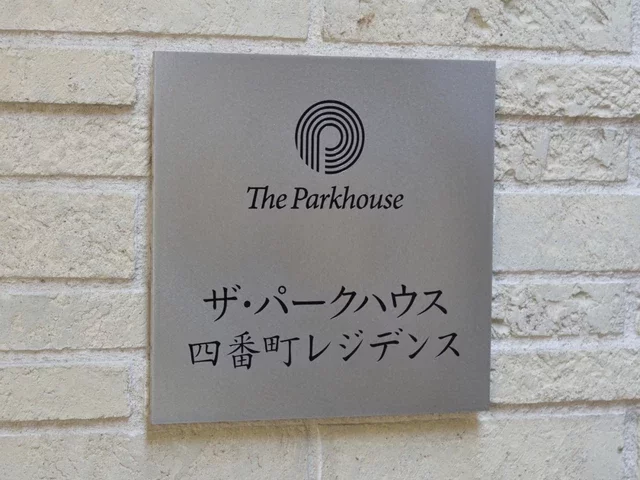 The Parkhouse
ザ・パークハウス
四番町レジデンス